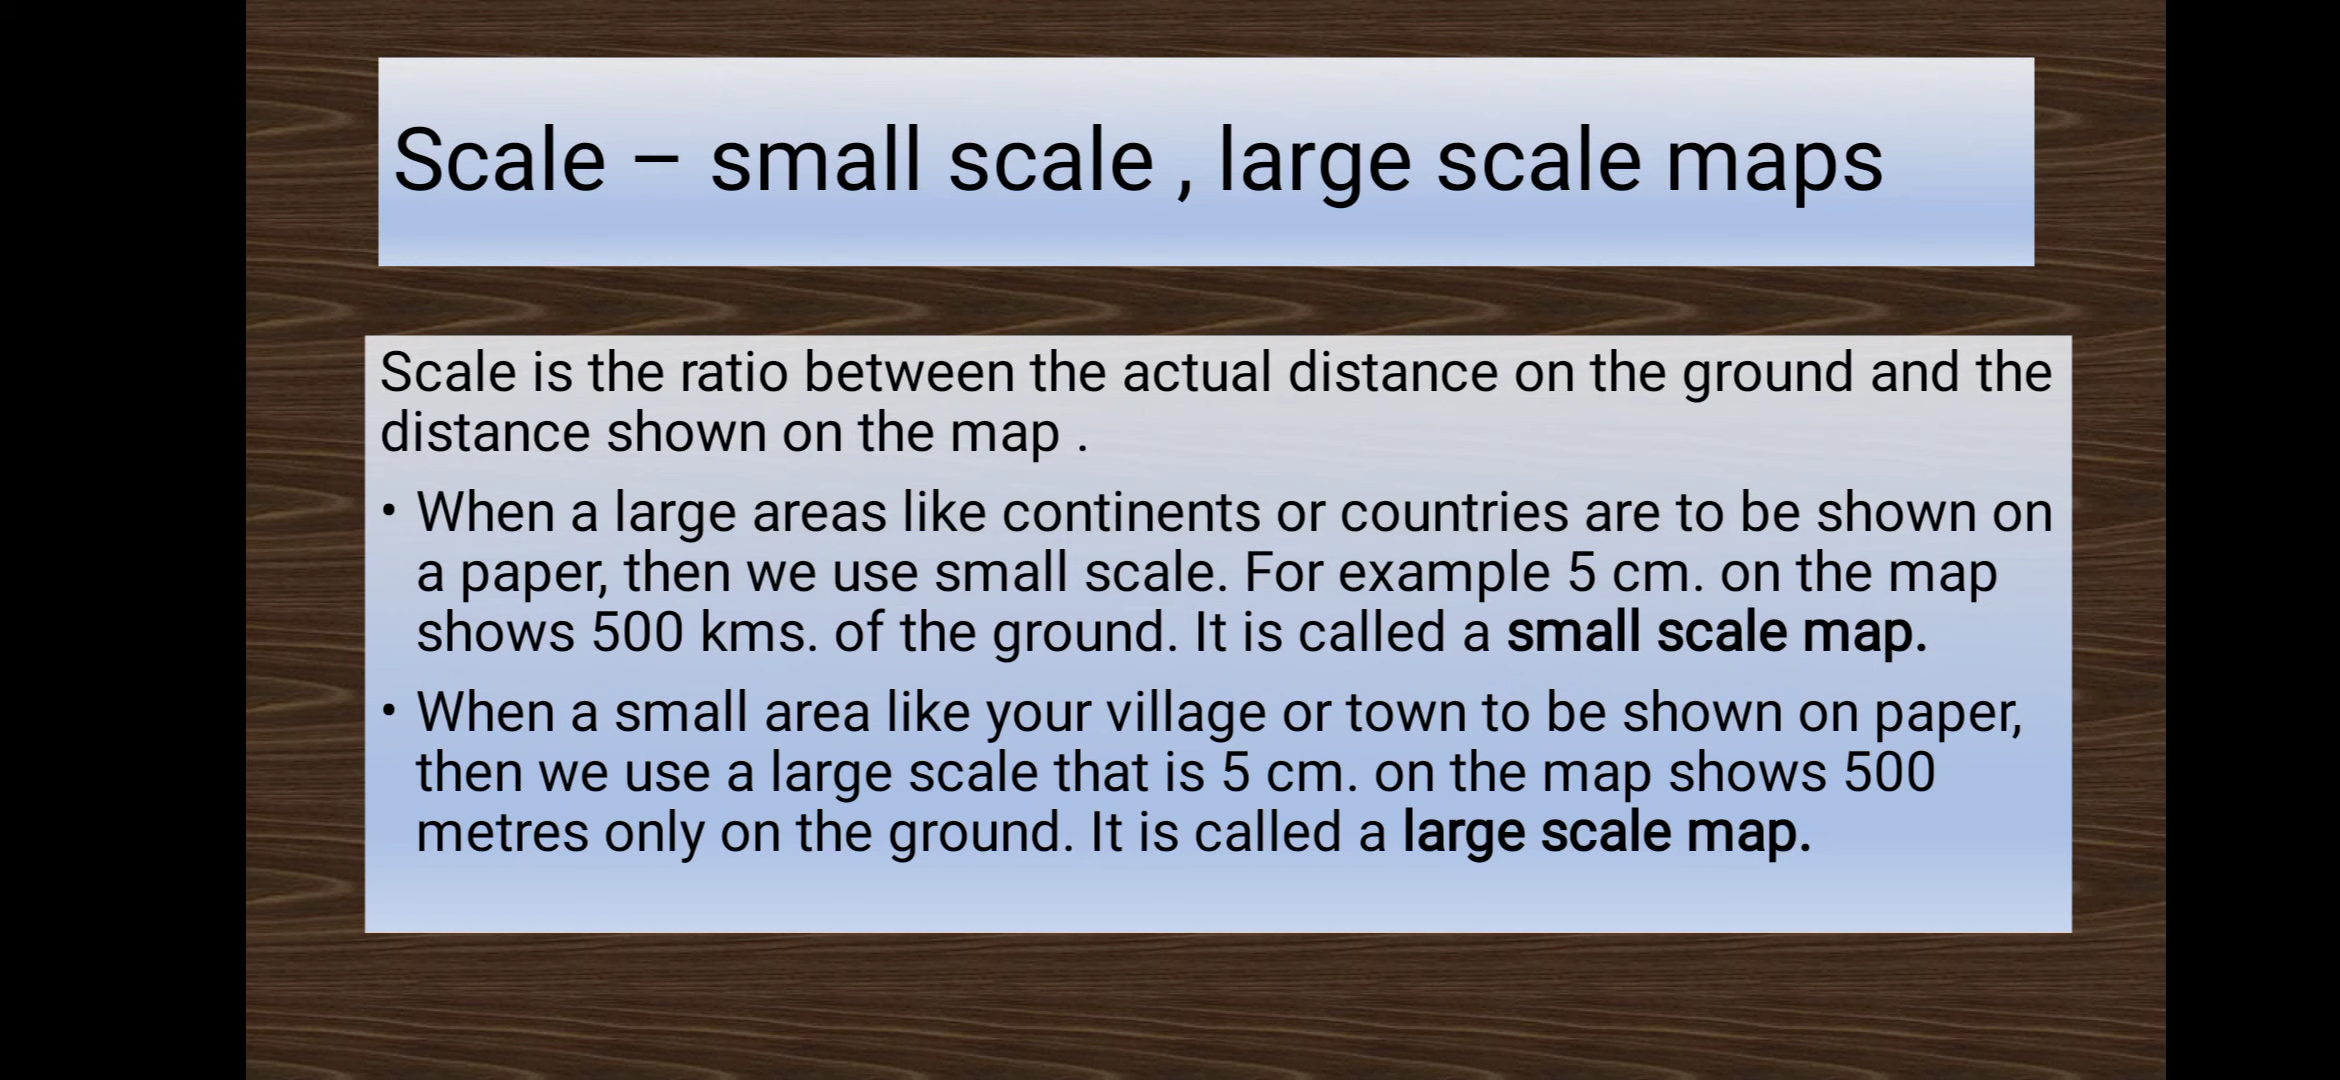 Scale – small scale , large scale maps
Scale is the ratio between the actual distance on the ground and the
distance shown on the map .
• When a large areas like continents or countries are to be shown on
a paper, then we use small scale. For example 5 cm. on the map
shows 500 kms. of the ground. It is called a small scale map.
• When a small area like your village or town to be shown on paper,
then we use a large scale that is 5 cm. on the map shows 500
metres only on the ground. It is called a large scale map.